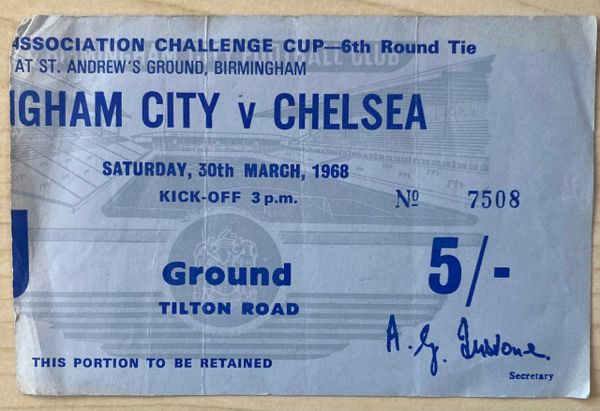 ASSOCIATION CHALLENGE CUP—6th Round Tie
AT ST. ANDREW'S GROUND, BIRMINGHAM
NGHAM CITY v CHELSEA
SATURDAY, 30th MARCH, 1968
KICK-OFF 3 p.m.
No 7508
Ground
5/-
TILTON ROAD
A. G.
Secretary
THIS PORTION TO BE RETAINED